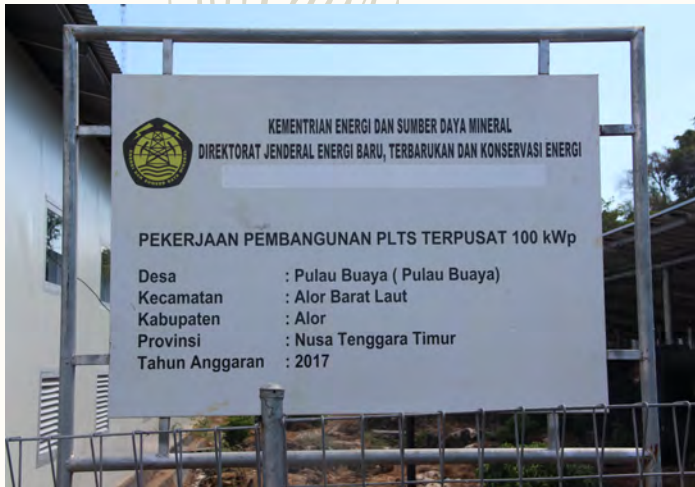 KEMENTRIAN ENERGI DAN SUMBER DAYA MINERAL
DIREKTORAT JENDERAL ENERGI BARU, TERBARUKAN DAN KONSERVASI ENERGI
PEKERJAAN PEMBANGUNAN PLTS TERPUSAT 100 kWp
Desa : Pulau Buaya ( Pulau Buaya)
Kecamatan : Alor Barat Laut
Kabupaten : Alor
Provinsi : Nusa Tenggara Timur
Tahun Anggaran : 2017